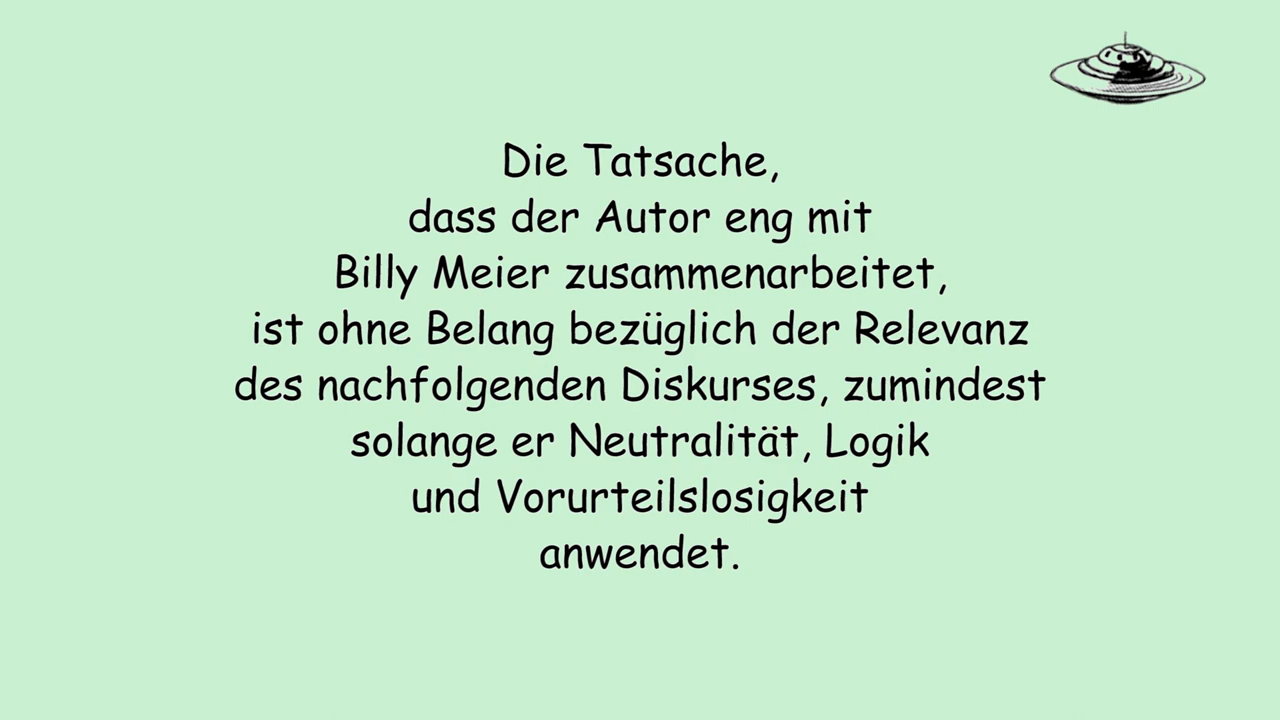 Die Tatsache,
dass der Autor eng mit
Billy Meier zusammenarbeitet,
ist ohne Belang bezüglich der Relevanz
des nachfolgenden Diskurses, zumindest
solange er Neutralität, Logik
und Vorurteilslosigkeit
anwendet.